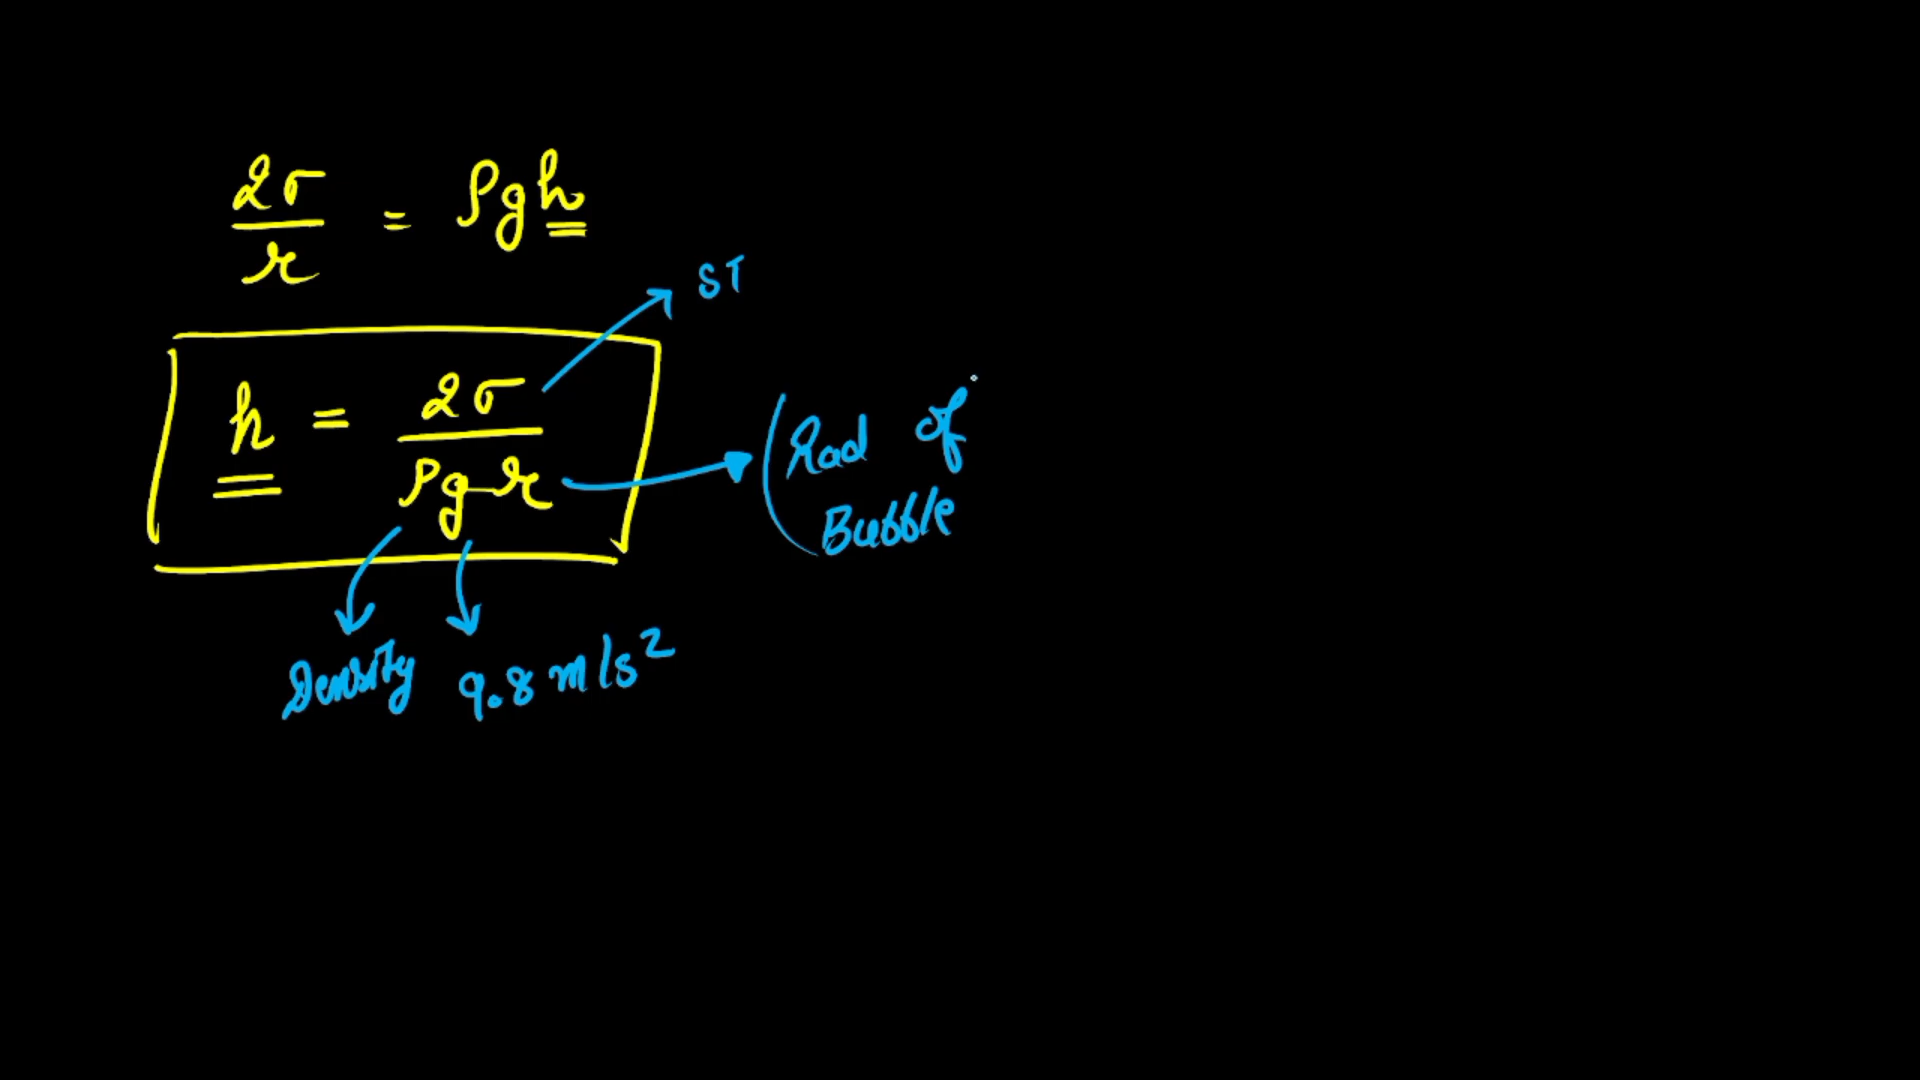 2σ/r = ρgh
ST
h = 2σ/ρgr
(Rad of
Bubble
Density 9.8 m/s²